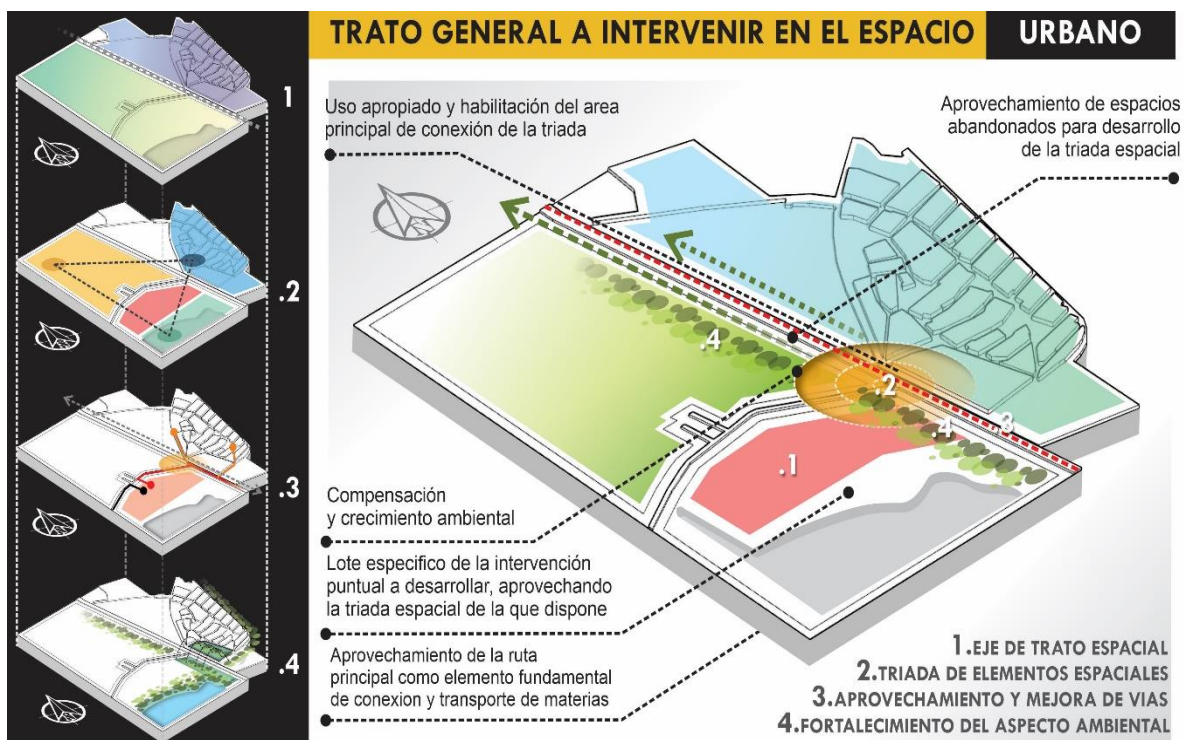 TRATO GENERAL A INTERVENIR EN EL ESPACIO URBANO
1
.2
.3
.4
Uso apropiado y habilitación del area
principal de conexión de la triada
Aprovechamiento de espacios
abandonados para desarrollo
de la triada espacial
.4
.2
.3
.4
.1
Compensación
y crecimiento ambiental
Lote especifico de la intervención
puntual a desarrollar, aprovechando
la triada espacial de la que dispone
Aprovechamiento de la ruta
principal como elemento fundamental
de conexion y transporte de materias
1.EJE DE TRATO ESPACIAL
2.TRIADA DE ELEMENTOS ESPACIALES
3.APROVECHAMIENTO Y MEJORA DE VIAS
4.FORTALECIMIENTO DEL ASPECTO AMBIENTAL